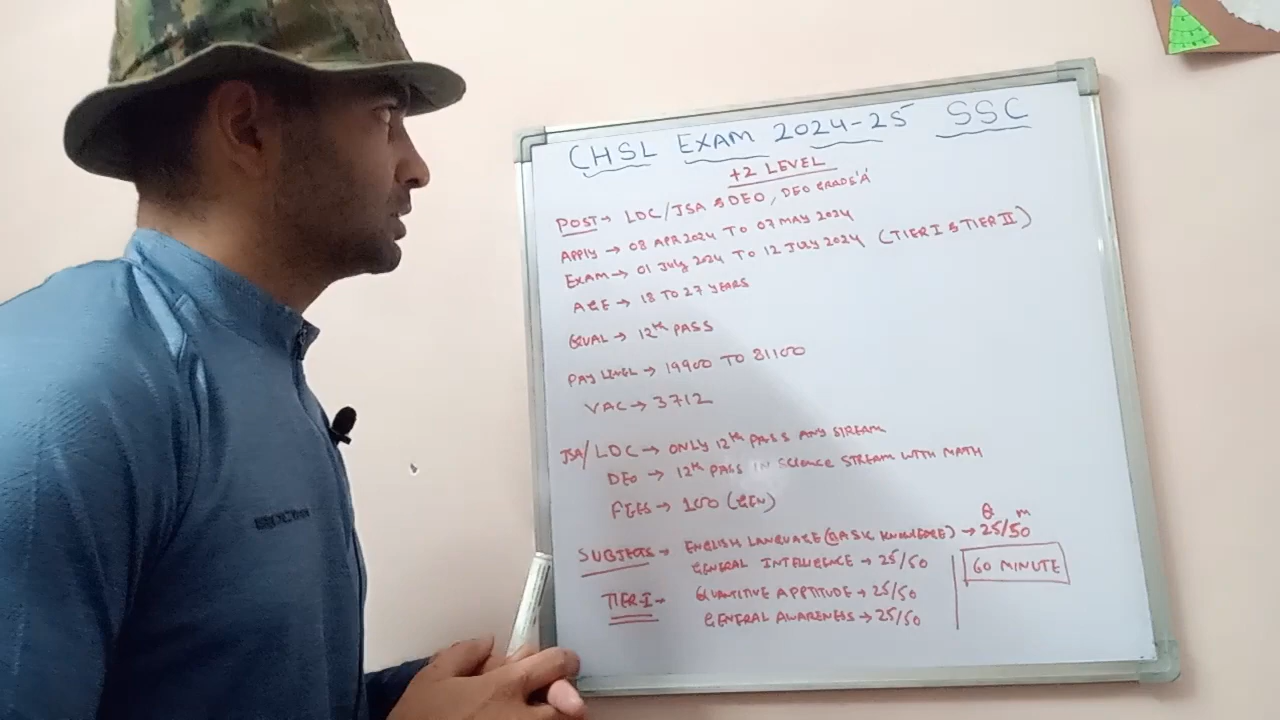 CHSL EXAM 2024-25 SSC
+2 LEVEL
POST → LDC/JSA & DEO, DEO GRADE 'A'
APPLY → 08 APR 2024 TO 07 MAY 2024
EXAM → 01 July 2024 TO 12 JULY 2024 (TIER I & TIER II)
AGE → 18 TO 27 YEARS
QUAL → 12th PASS
PAY LEVEL → 19900 TO 81100
VAC → 3712
JSA/LDC → ONLY 12th PASS ANY STREAM
DEO → 12th PASS IN Science STREAM WITH MATH
FEES → 100 (GEN)
Q m
SUBJECTS → ENGLISH LANGUAGE (BASIC KNOWLEDGE) → 25/50
GENERAL INTELLIGENCE → 25/50
60 MINUTE
TIER-I → QUANTITIVE APPTITUDE → 25/50
GENERAL AWARENESS → 25/50